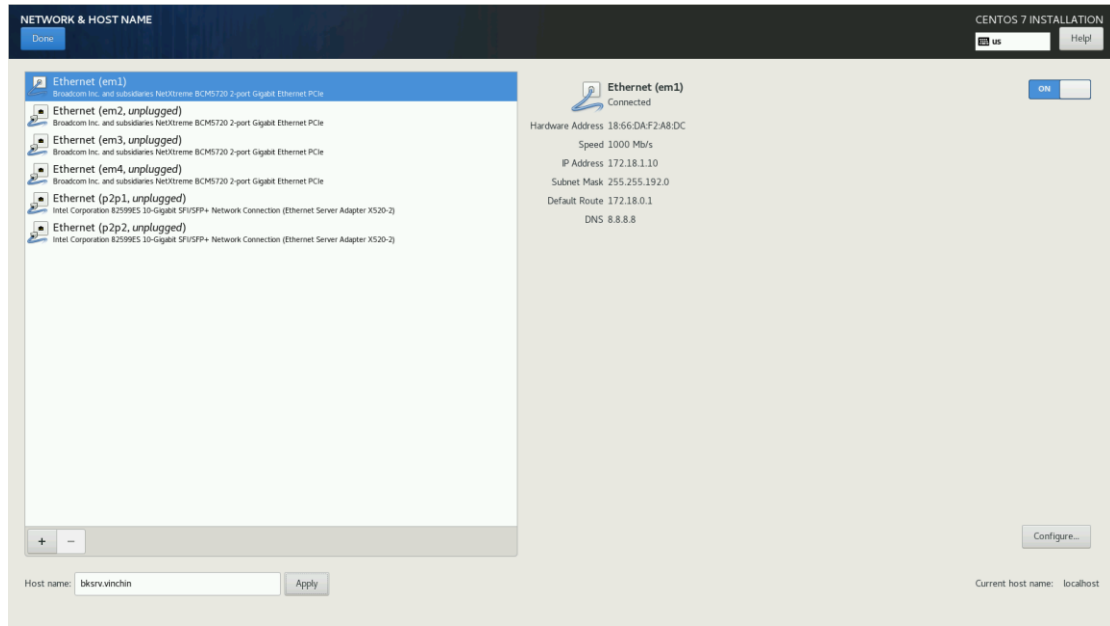 NETWORK & HOST NAME
Done
CENTOS 7 INSTALLATION
us
Help!
Ethernet (em1)
Broadcom Inc. and subsidiaries NetXtreme BCM5720 2-port Gigabit Ethernet PCIe
Ethernet (em2, unplugged)
Broadcom Inc. and subsidiaries NetXtreme BCM5720 2-port Gigabit Ethernet PCIe
Ethernet (em3, unplugged)
Broadcom Inc. and subsidiaries NetXtreme BCM5720 2-port Gigabit Ethernet PCIe
Ethernet (em4, unplugged)
Broadcom Inc. and subsidiaries NetXtreme BCM5720 2-port Gigabit Ethernet PCIe
Ethernet (p2p1, unplugged)
Intel Corporation 82599ES 10-Gigabit SFI/SFP+ Network Connection (Ethernet Server Adapter X520-2)
Ethernet (p2p2, unplugged)
Intel Corporation 82599ES 10-Gigabit SFI/SFP+ Network Connection (Ethernet Server Adapter X520-2)
+ −
Ethernet (em1)
Connected
ON
Hardware Address 18:66:DA:F2:A8:DC
Speed 1000 Mb/s
IP Address 172.18.1.10
Subnet Mask 255.255.192.0
Default Route 172.18.0.1
DNS 8.8.8.8
Configure...
Host name: bksrv.vinchin Apply
Current host name: localhost